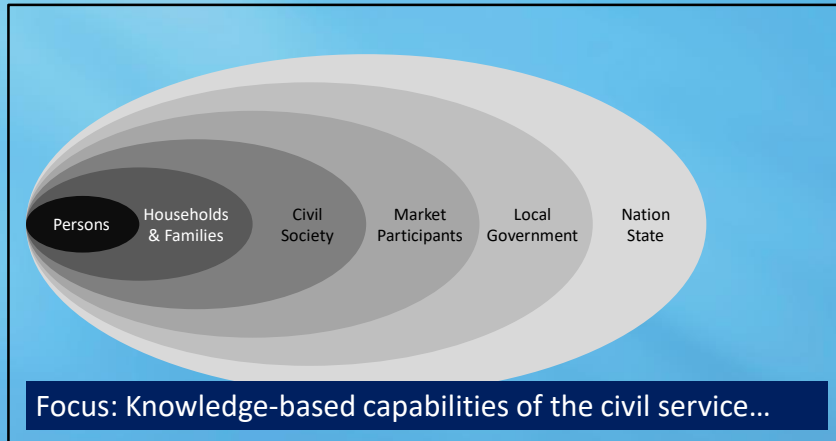 Persons
Households
& Families
Civil
Society
Market
Participants
Local
Government
Nation
State
Focus: Knowledge-based capabilities of the civil service…